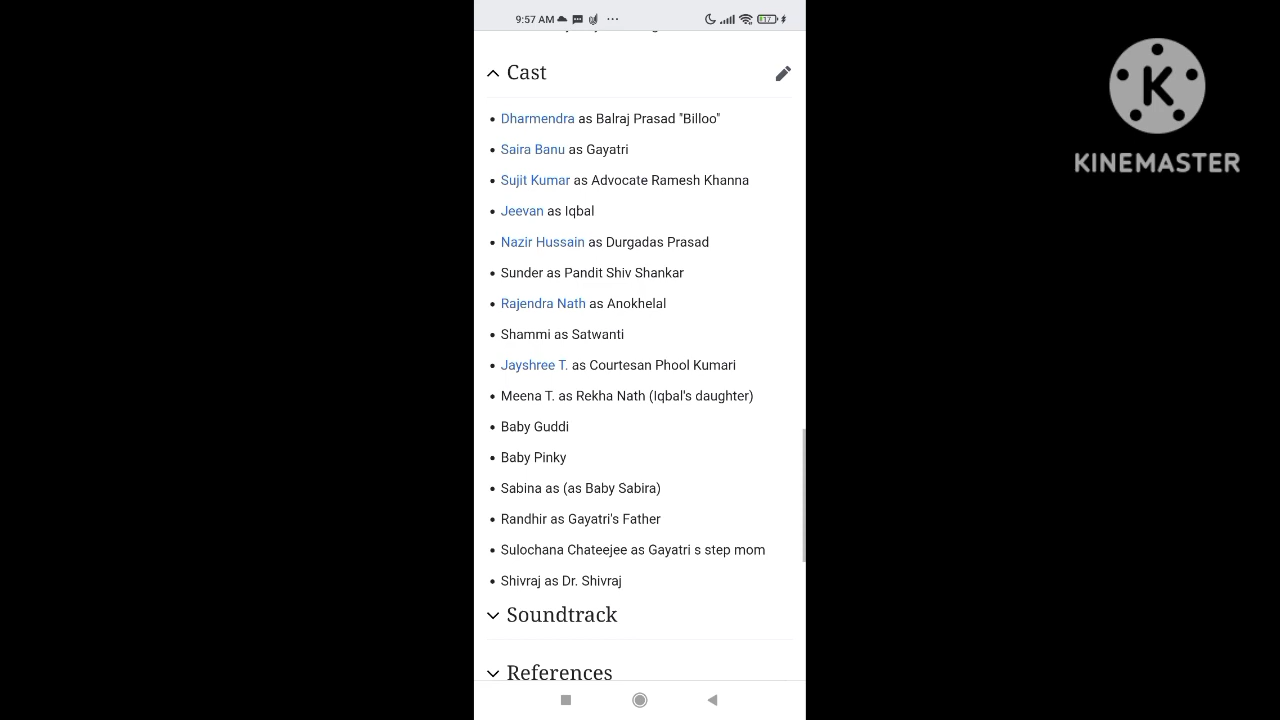 9:57 AM
17
Cast
Dharmendra as Balraj Prasad "Billoo"
Saira Banu as Gayatri
Sujit Kumar as Advocate Ramesh Khanna
Jeevan as Iqbal
Nazir Hussain as Durgadas Prasad
Sunder as Pandit Shiv Shankar
Rajendra Nath as Anokhelal
Shammi as Satwanti
Jayshree T. as Courtesan Phool Kumari
Meena T. as Rekha Nath (Iqbal's daughter)
Baby Guddi
Baby Pinky
Sabina as (as Baby Sabira)
Randhir as Gayatri's Father
Sulochana Chateejee as Gayatri s step mom
Shivraj as Dr. Shivraj
Soundtrack
References
K
KINEMASTER